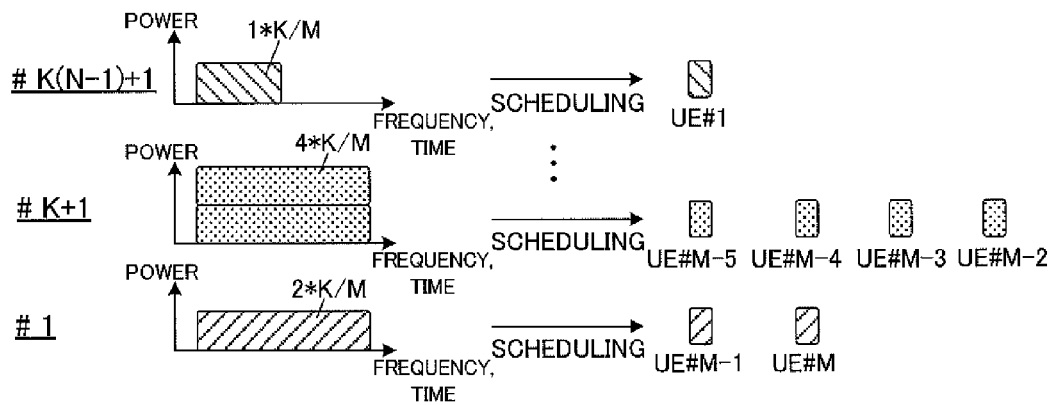 POWER
1*K/M
# K(N-1)+1
SCHEDULING
FREQUENCY,
TIME
UE#1
POWER
4*K/M
# K+1
SCHEDULING
FREQUENCY,
TIME
UE#M-5 UE#M-4 UE#M-3 UE#M-2
POWER
2*K/M
# 1
SCHEDULING
FREQUENCY,
TIME
UE#M-1 UE#M